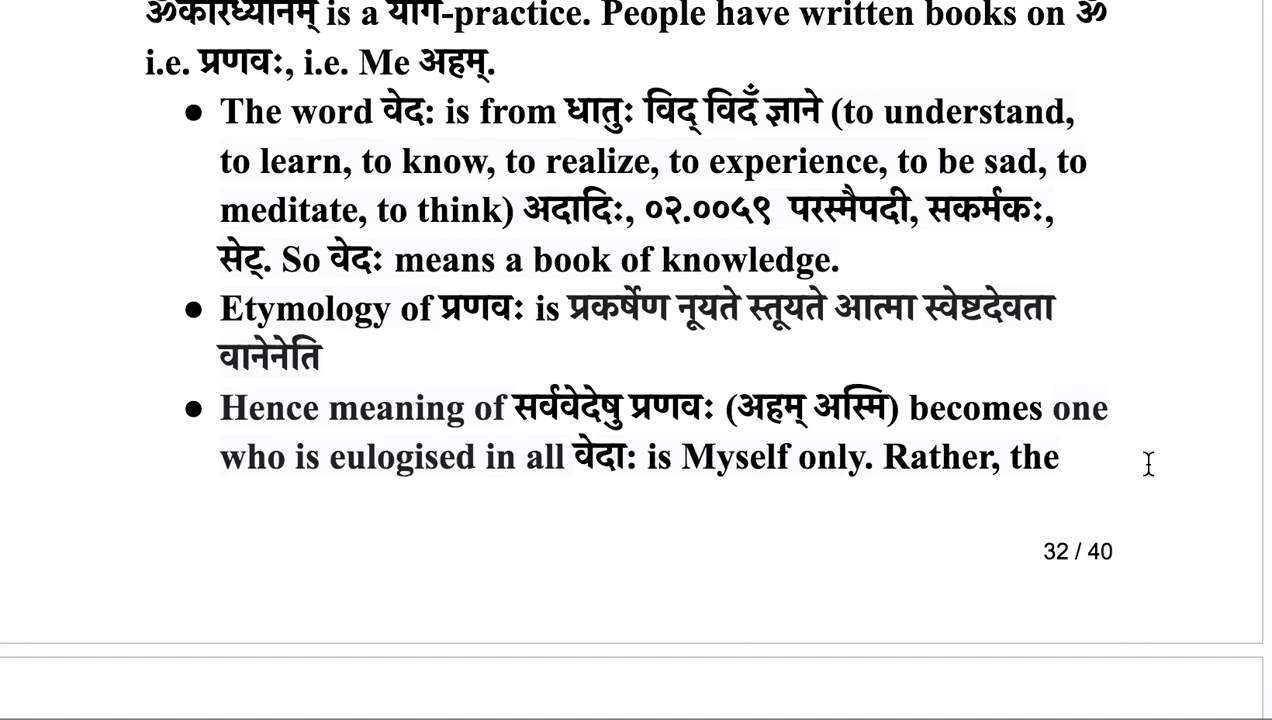 ॐकारध्यानम् is a योग-practice. People have written books on ॐ
i.e. प्रणवः, i.e. Me अहम्.
● The word वेद: is from धातुः विद् विदँ ज्ञाने (to understand,
to learn, to know, to realize, to experience, to be sad, to
meditate, to think) अदादिः, ०२.००५९ परस्मैपदी, सकर्मकः,
सेट्. So वेदः means a book of knowledge.
● Etymology of प्रणवः is प्रकर्षेण नूयते स्तूयते आत्मा स्वेष्टदेवता
वानेनेति
● Hence meaning of सर्ववेदेषु प्रणवः (अहम् अस्मि) becomes one
who is eulogised in all वेदा: is Myself only. Rather, the
32 / 40